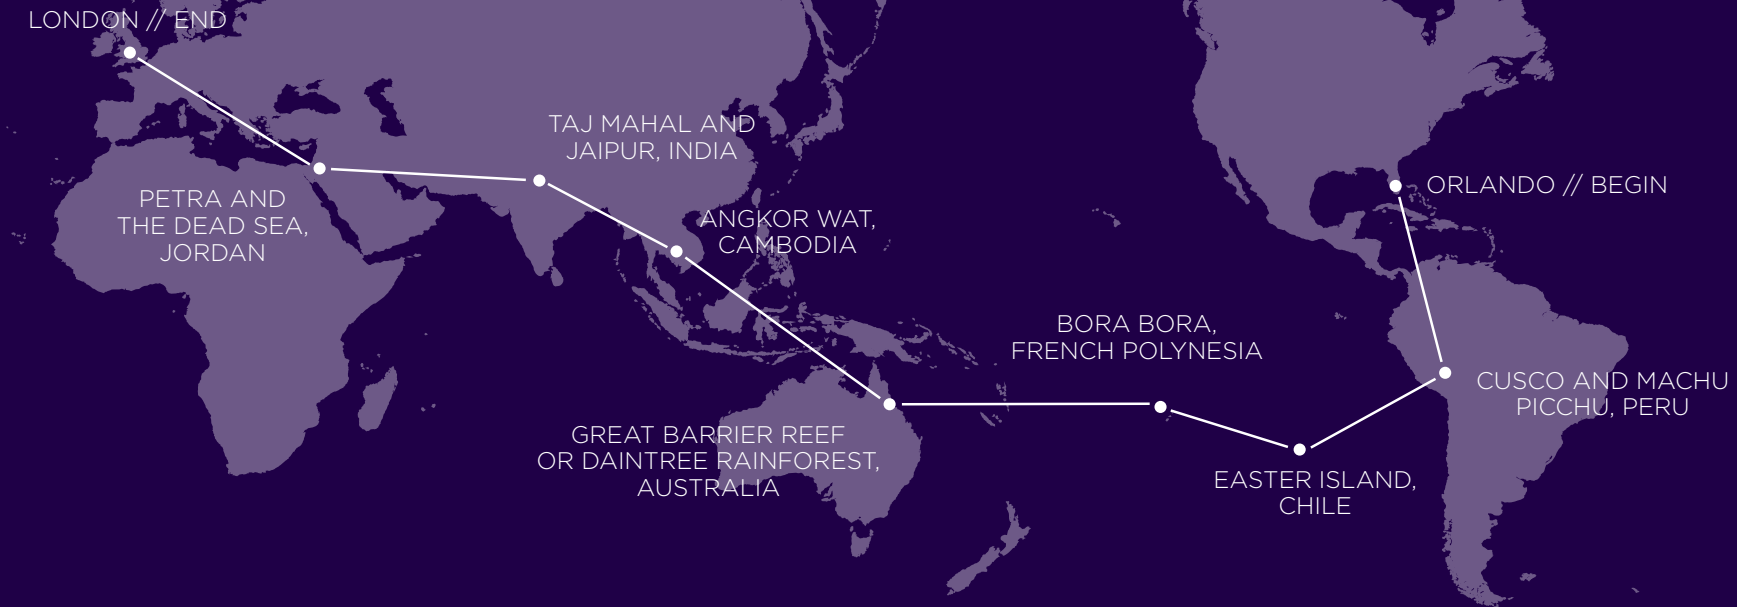 LONDON // END
TAJ MAHAL AND
JAIPUR, INDIA
PETRA AND
THE DEAD SEA,
JORDAN
ANGKOR WAT,
CAMBODIA
ORLANDO // BEGIN
BORA BORA,
FRENCH POLYNESIA
CUSCO AND MACHU
PICCHU, PERU
GREAT BARRIER REEF
OR DAINTREE RAINFOREST,
AUSTRALIA
EASTER ISLAND,
CHILE